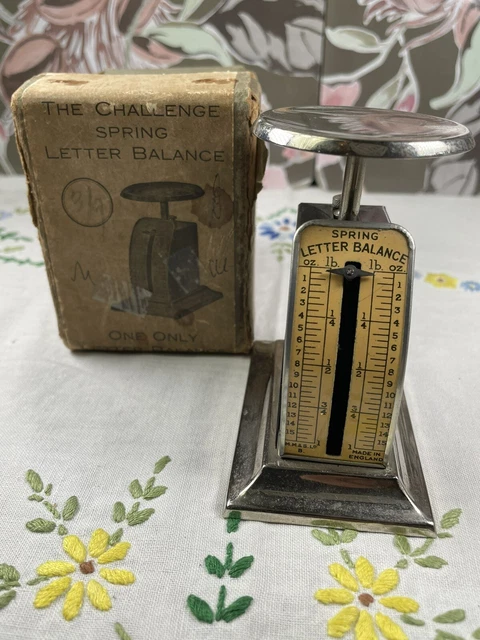 THE CHALLENGE
SPRING
LETTER BALANCE
ONE ONLY
SPRING
LETTER BALANCE
oz. lb. lb. oz.
1 1
2 2
3 3
4 1/4 1/4 4
5 5
6 6
7 7
8 1/2 1/2 8
9 9
10 10
11 11
12 3/4 3/4 12
13 13
14 14
15 15
1 1
MADE IN
ENGLAND